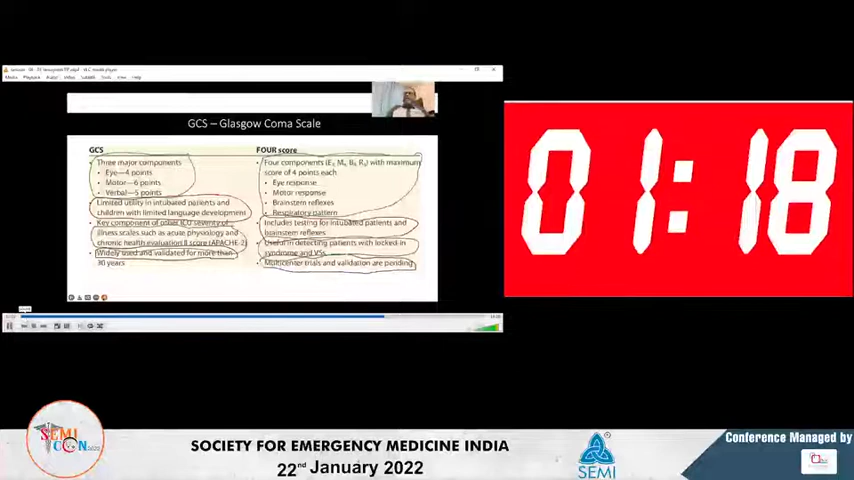 GCS – Glasgow Coma Scale
GCS
• Three major components
• Eye—4 points
• Motor—6 points
• Verbal—5 points
• Limited utility in intubated patients and
children with limited language development
• Key component of other ICU severity of
illness scales such as acute physiology and
chronic health evaluation II score (APACHE-2)
• Widely used and validated for more than
30 years
FOUR score
• Four components (E, M, B, R,) with maximum
score of 4 points each
• Eye response
• Motor response
• Brainstem reflexes
• Respiratory pattern
• Includes testing for intubated patients and
brainstem reflexes
• Useful in detecting patients with locked in
syndrome and VSs
• Multicenter trials and validation are pending
01:18
SEMI
CON
SOCIETY FOR EMERGENCY MEDICINE INDIA
22nd January 2022
SEMI
Conference Managed by